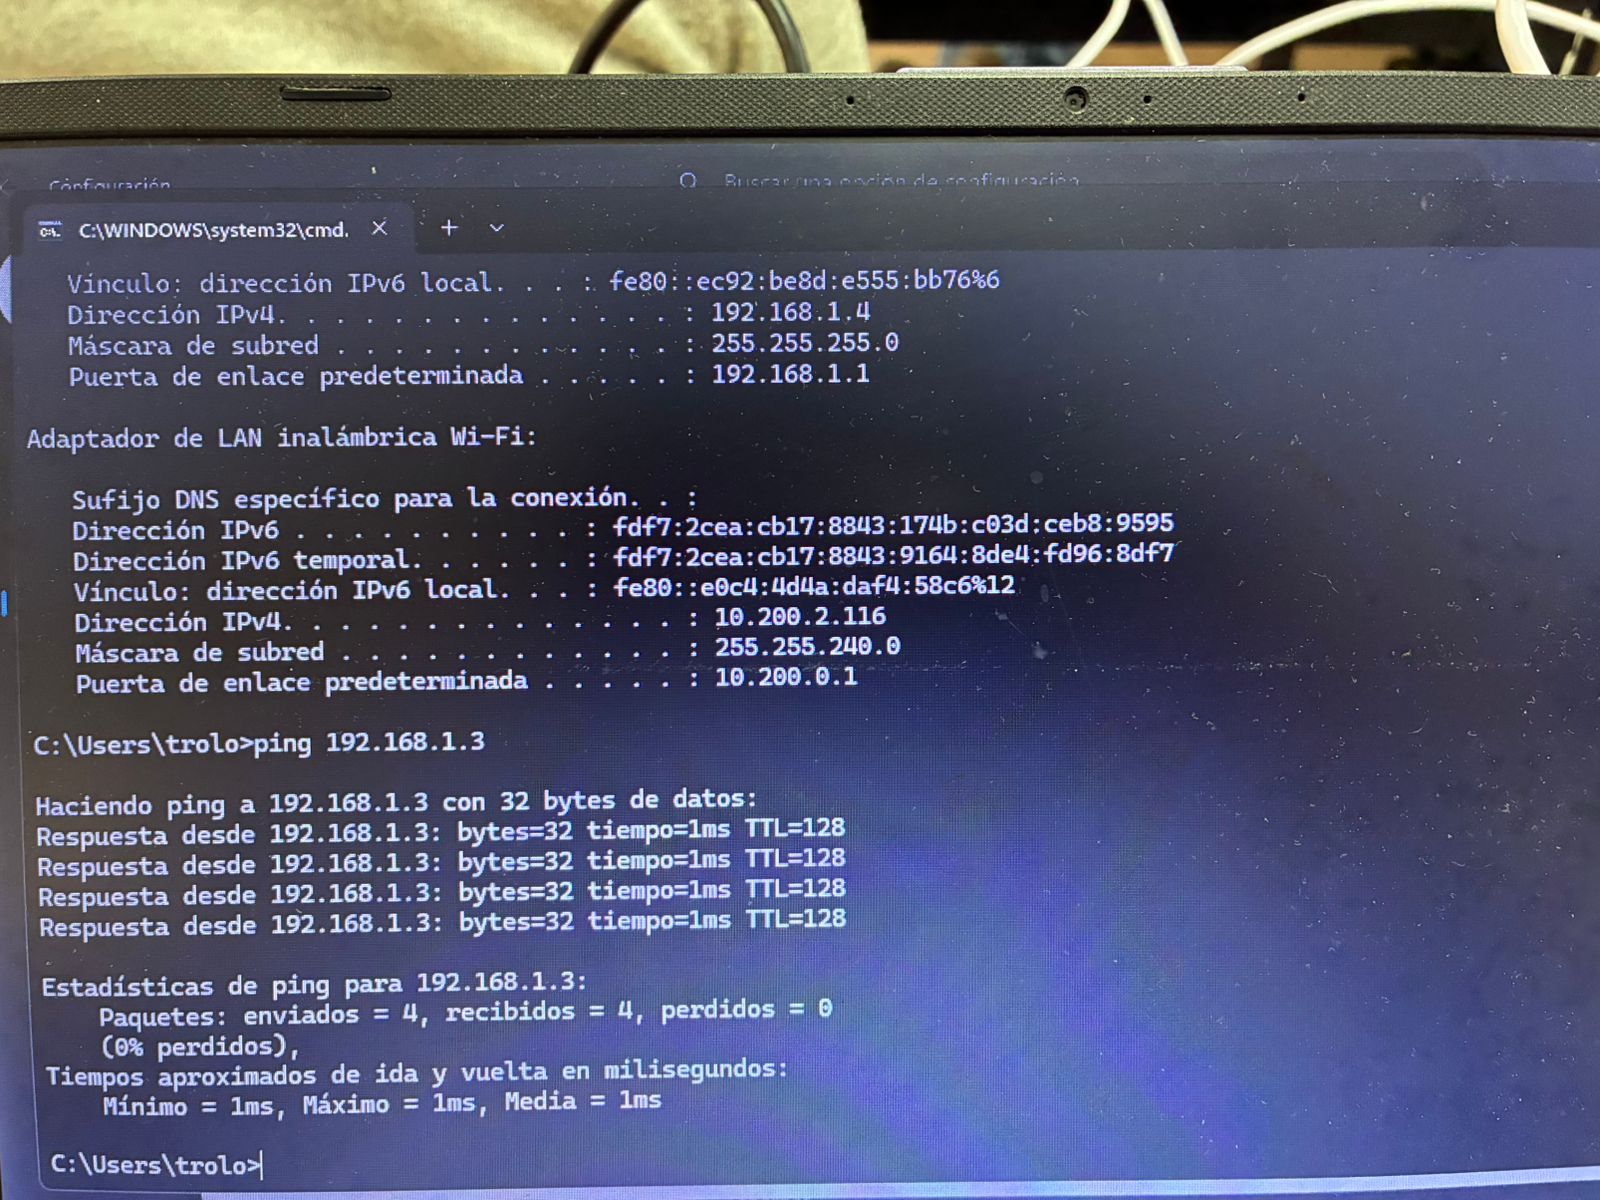 Configuración
Buscar una opción de configuración
C:\WINDOWS\system32\cmd.
Vínculo: dirección IPv6 local. . . : fe80::ec92:be8d:e555:bb76%6
Dirección IPv4. . . . . . . . . . . . . . : 192.168.1.4
Máscara de subred . . . . . . . . . . . . : 255.255.255.0
Puerta de enlace predeterminada . . . . . : 192.168.1.1
Adaptador de LAN inalámbrica Wi-Fi:
Sufijo DNS específico para la conexión. . :
Dirección IPv6 . . . . . . . . . . : fdf7:2cea:cb17:8843:174b:c03d:ceb8:9595
Dirección IPv6 temporal. . . . . . : fdf7:2cea:cb17:8843:9164:8de4:fd96:8df7
Vínculo: dirección IPv6 local. . . : fe80::e0c4:4d4a:daf4:58c6%12
Dirección IPv4. . . . . . . . . . . . . . : 10.200.2.116
Máscara de subred . . . . . . . . . . . . : 255.255.240.0
Puerta de enlace predeterminada . . . . . : 10.200.0.1
C:\Users\trolo>ping 192.168.1.3
Haciendo ping a 192.168.1.3 con 32 bytes de datos:
Respuesta desde 192.168.1.3: bytes=32 tiempo=1ms TTL=128
Respuesta desde 192.168.1.3: bytes=32 tiempo=1ms TTL=128
Respuesta desde 192.168.1.3: bytes=32 tiempo=1ms TTL=128
Respuesta desde 192.168.1.3: bytes=32 tiempo=1ms TTL=128
Estadísticas de ping para 192.168.1.3:
Paquetes: enviados = 4, recibidos = 4, perdidos = 0
(0% perdidos),
Tiempos aproximados de ida y vuelta en milisegundos:
Mínimo = 1ms, Máximo = 1ms, Media = 1ms
C:\Users\trolo>